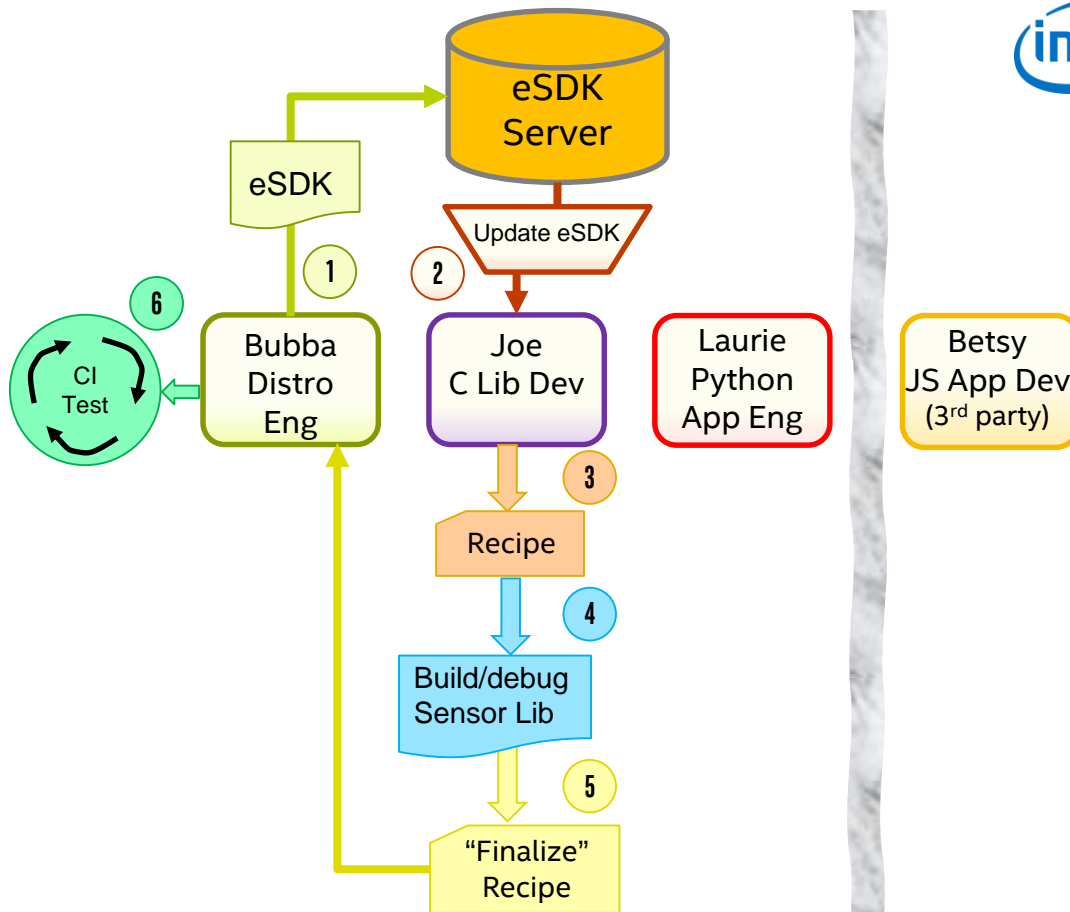 eSDK
Server
eSDK
Update eSDK
1
2
6
CI
Test
Bubba
Distro
Eng
Joe
C Lib Dev
Laurie
Python
App Eng
Betsy
JS App Dev
(3rd party)
3
Recipe
4
Build/debug
Sensor Lib
5
“Finalize”
Recipe